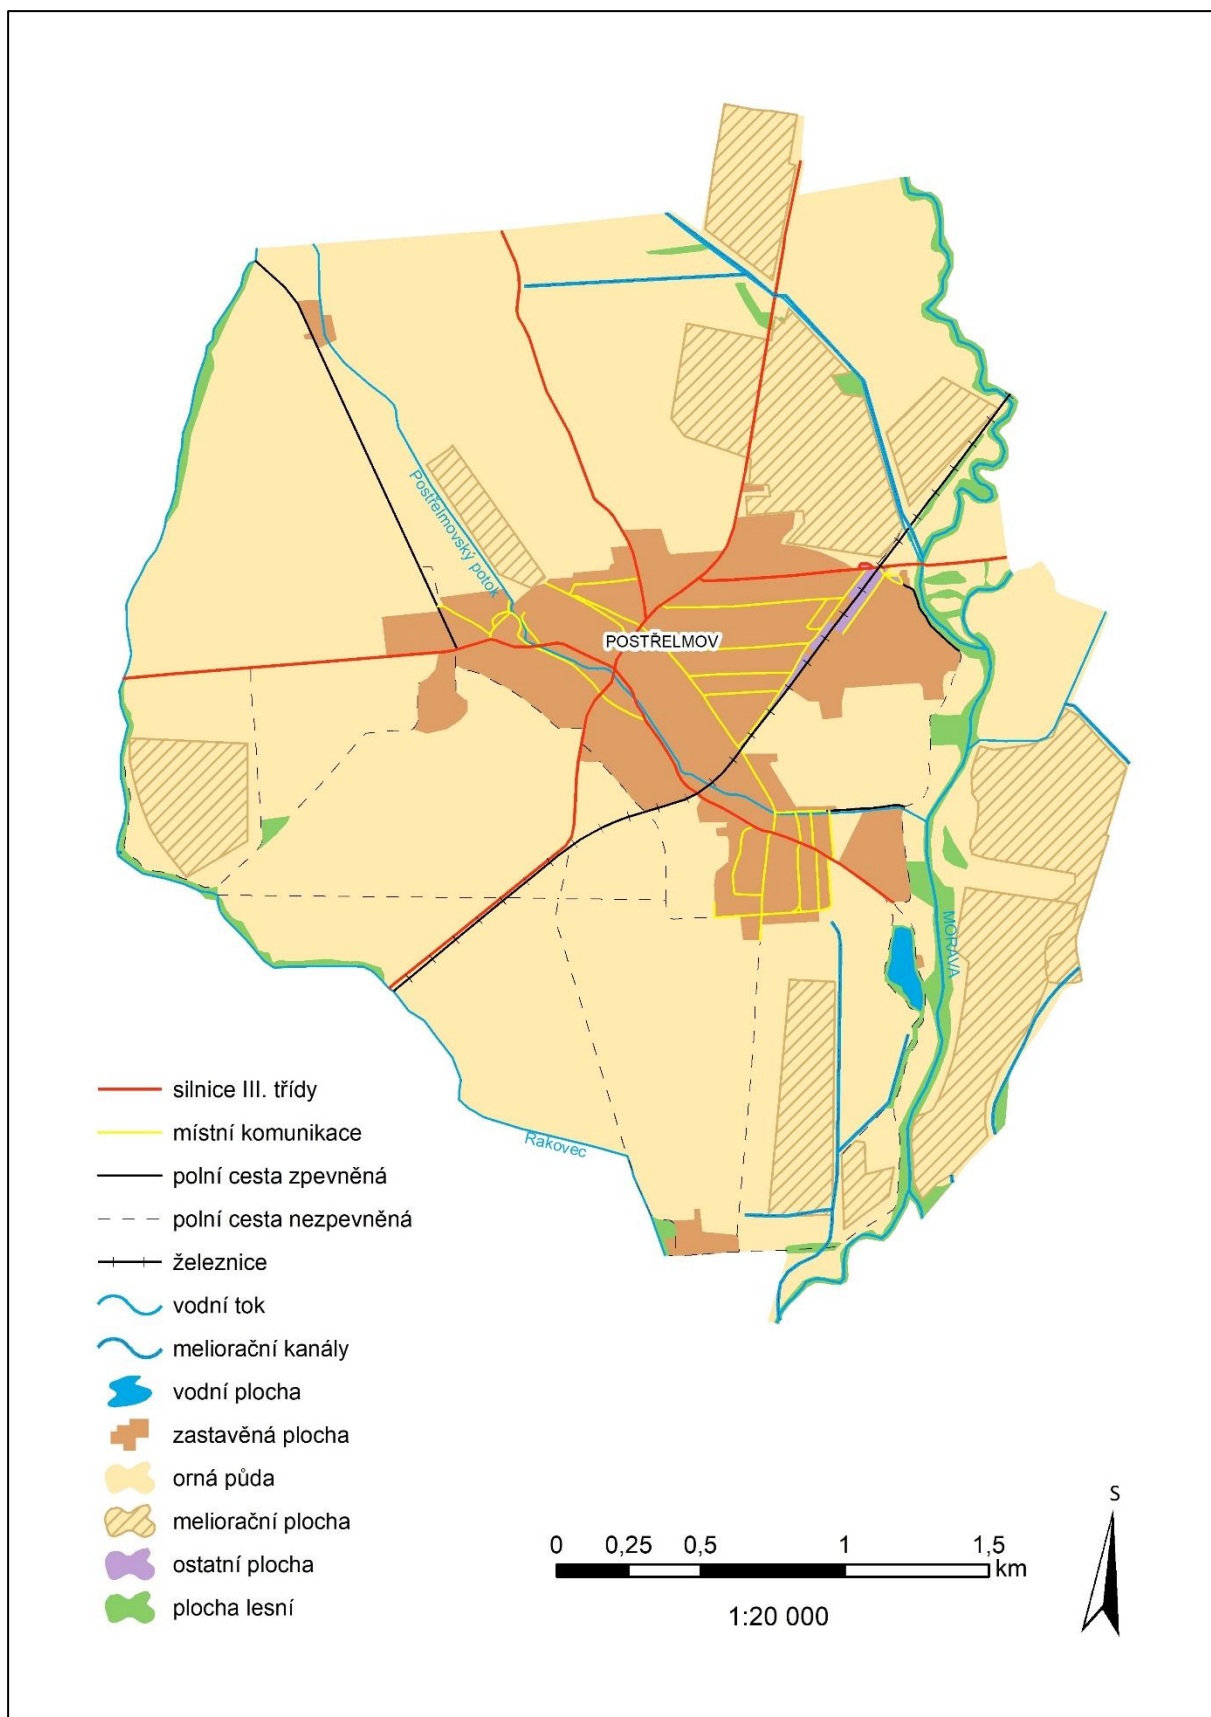 Postřelmovský potok
POSTŘELMOV
MORAVA
Rakovec
silnice III. třídy
místní komunikace
polní cesta zpevněná
polní cesta nezpevněná
železnice
vodní tok
meliorační kanály
vodní plocha
zastavěná plocha
orná půda
meliorační plocha
ostatní plocha
plocha lesní
0 0,25 0,5 1 1,5
km
1:20 000
S